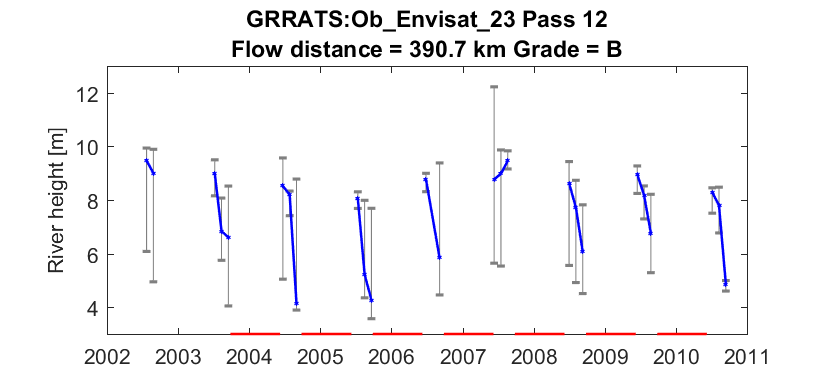 GRRATS:Ob_Envisat_23 Pass 12
Flow distance = 390.7 km Grade = B
River height [m]
12
10
8
6
4
2002 2003 2004 2005 2006 2007 2008 2009 2010 2011